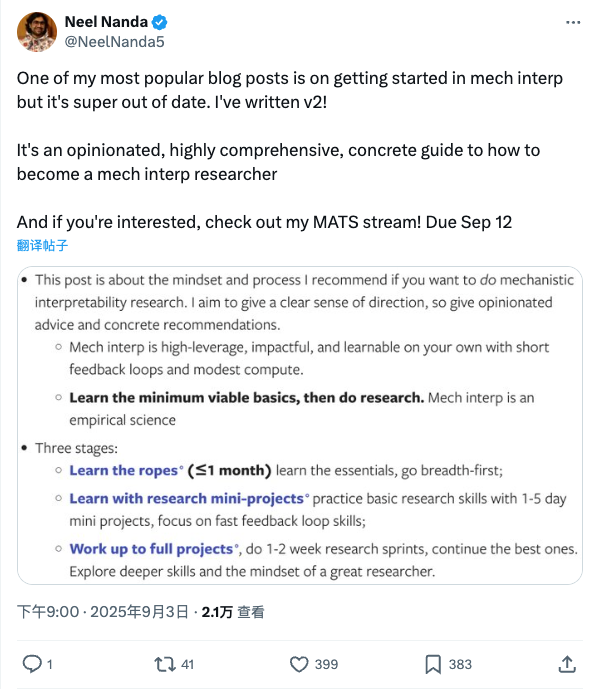 Neel Nanda
@NeelNanda5
One of my most popular blog posts is on getting started in mech interp
but it's super out of date. I've written v2!
It's an opinionated, highly comprehensive, concrete guide to how to
become a mech interp researcher
And if you're interested, check out my MATS stream! Due Sep 12
翻译帖子
• This post is about the mindset and process I recommend if you want to do mechanistic
interpretability research. I aim to give a clear sense of direction, so give opinionated
advice and concrete recommendations.
○ Mech interp is high-leverage, impactful, and learnable on your own with short
feedback loops and modest compute.
○ Learn the minimum viable basics, then do research. Mech interp is an
empirical science
• Three stages:
○ Learn the ropes° (≤1 month) learn the essentials, go breadth-first;
○ Learn with research mini-projects° practice basic research skills with 1-5 day
mini projects, focus on fast feedback loop skills;
○ Work up to full projects°, do 1-2 week research sprints, continue the best ones.
Explore deeper skills and the mindset of a great researcher.
下午9:00 · 2025年9月3日 · 2.1万 查看
1 41 399 383